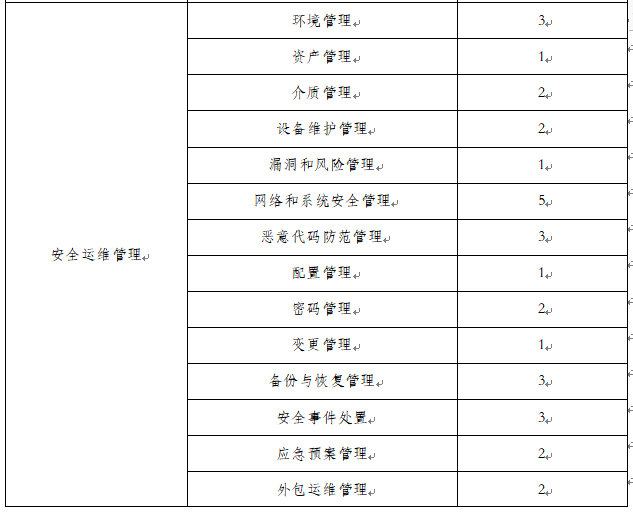 环境管理 3
资产管理 1
介质管理 2
设备维护管理 2
漏洞和风险管理 1
网络和系统安全管理 5
恶意代码防范管理 3
安全运维管理 配置管理 1
密码管理 2
变更管理 1
备份与恢复管理 3
安全事件处置 3
应急预案管理 2
外包运维管理 2